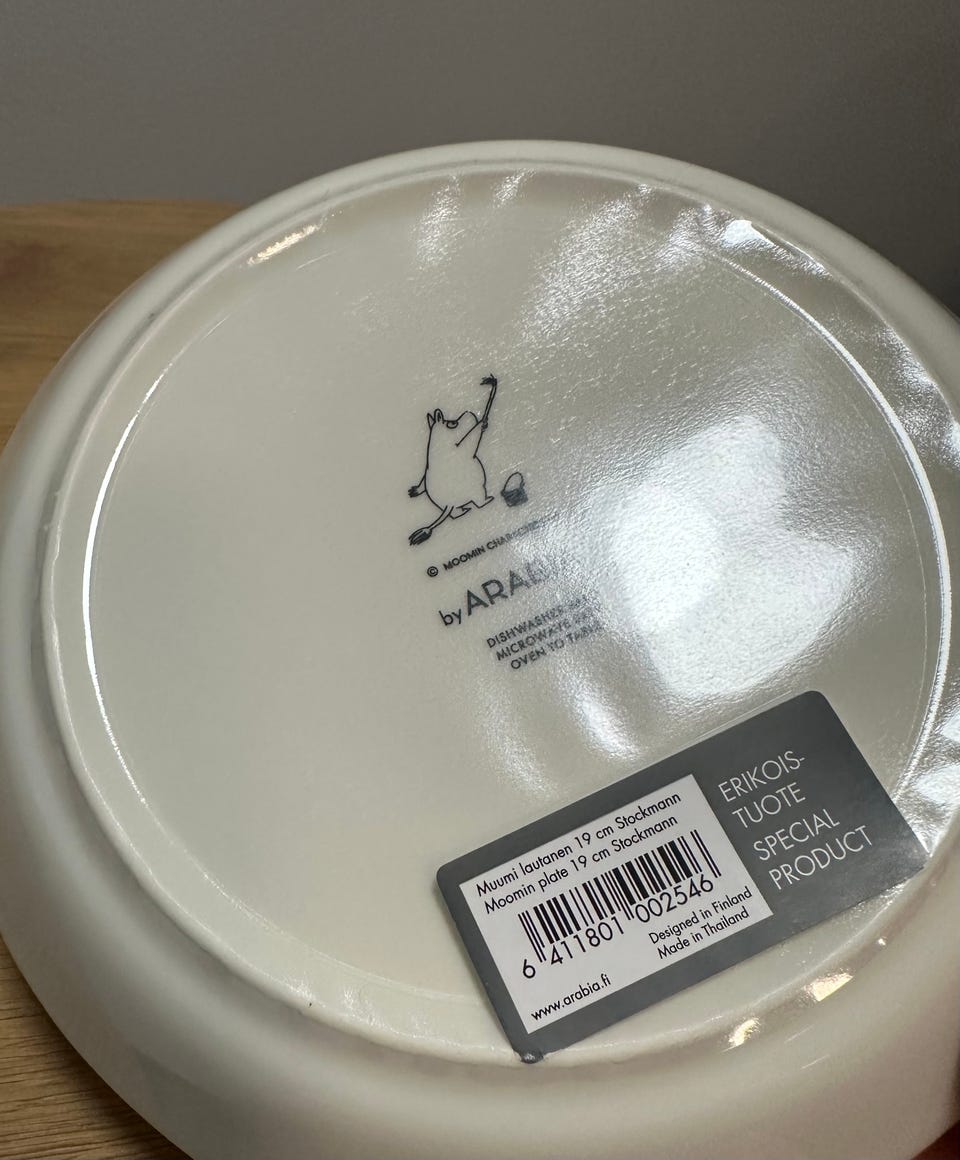 © MOOMIN
by ARABIA
DISHWASHER
MICROWAVE
OVEN TO TABLE
Muumi lautanen 19 cm Stockmann
Moomin plate 19 cm Stockmann
6 411801 002546
Designed in Finland
Made in Thailand
www.arabia.fi
ERIKOIS-
TUOTE
SPECIAL
PRODUCT